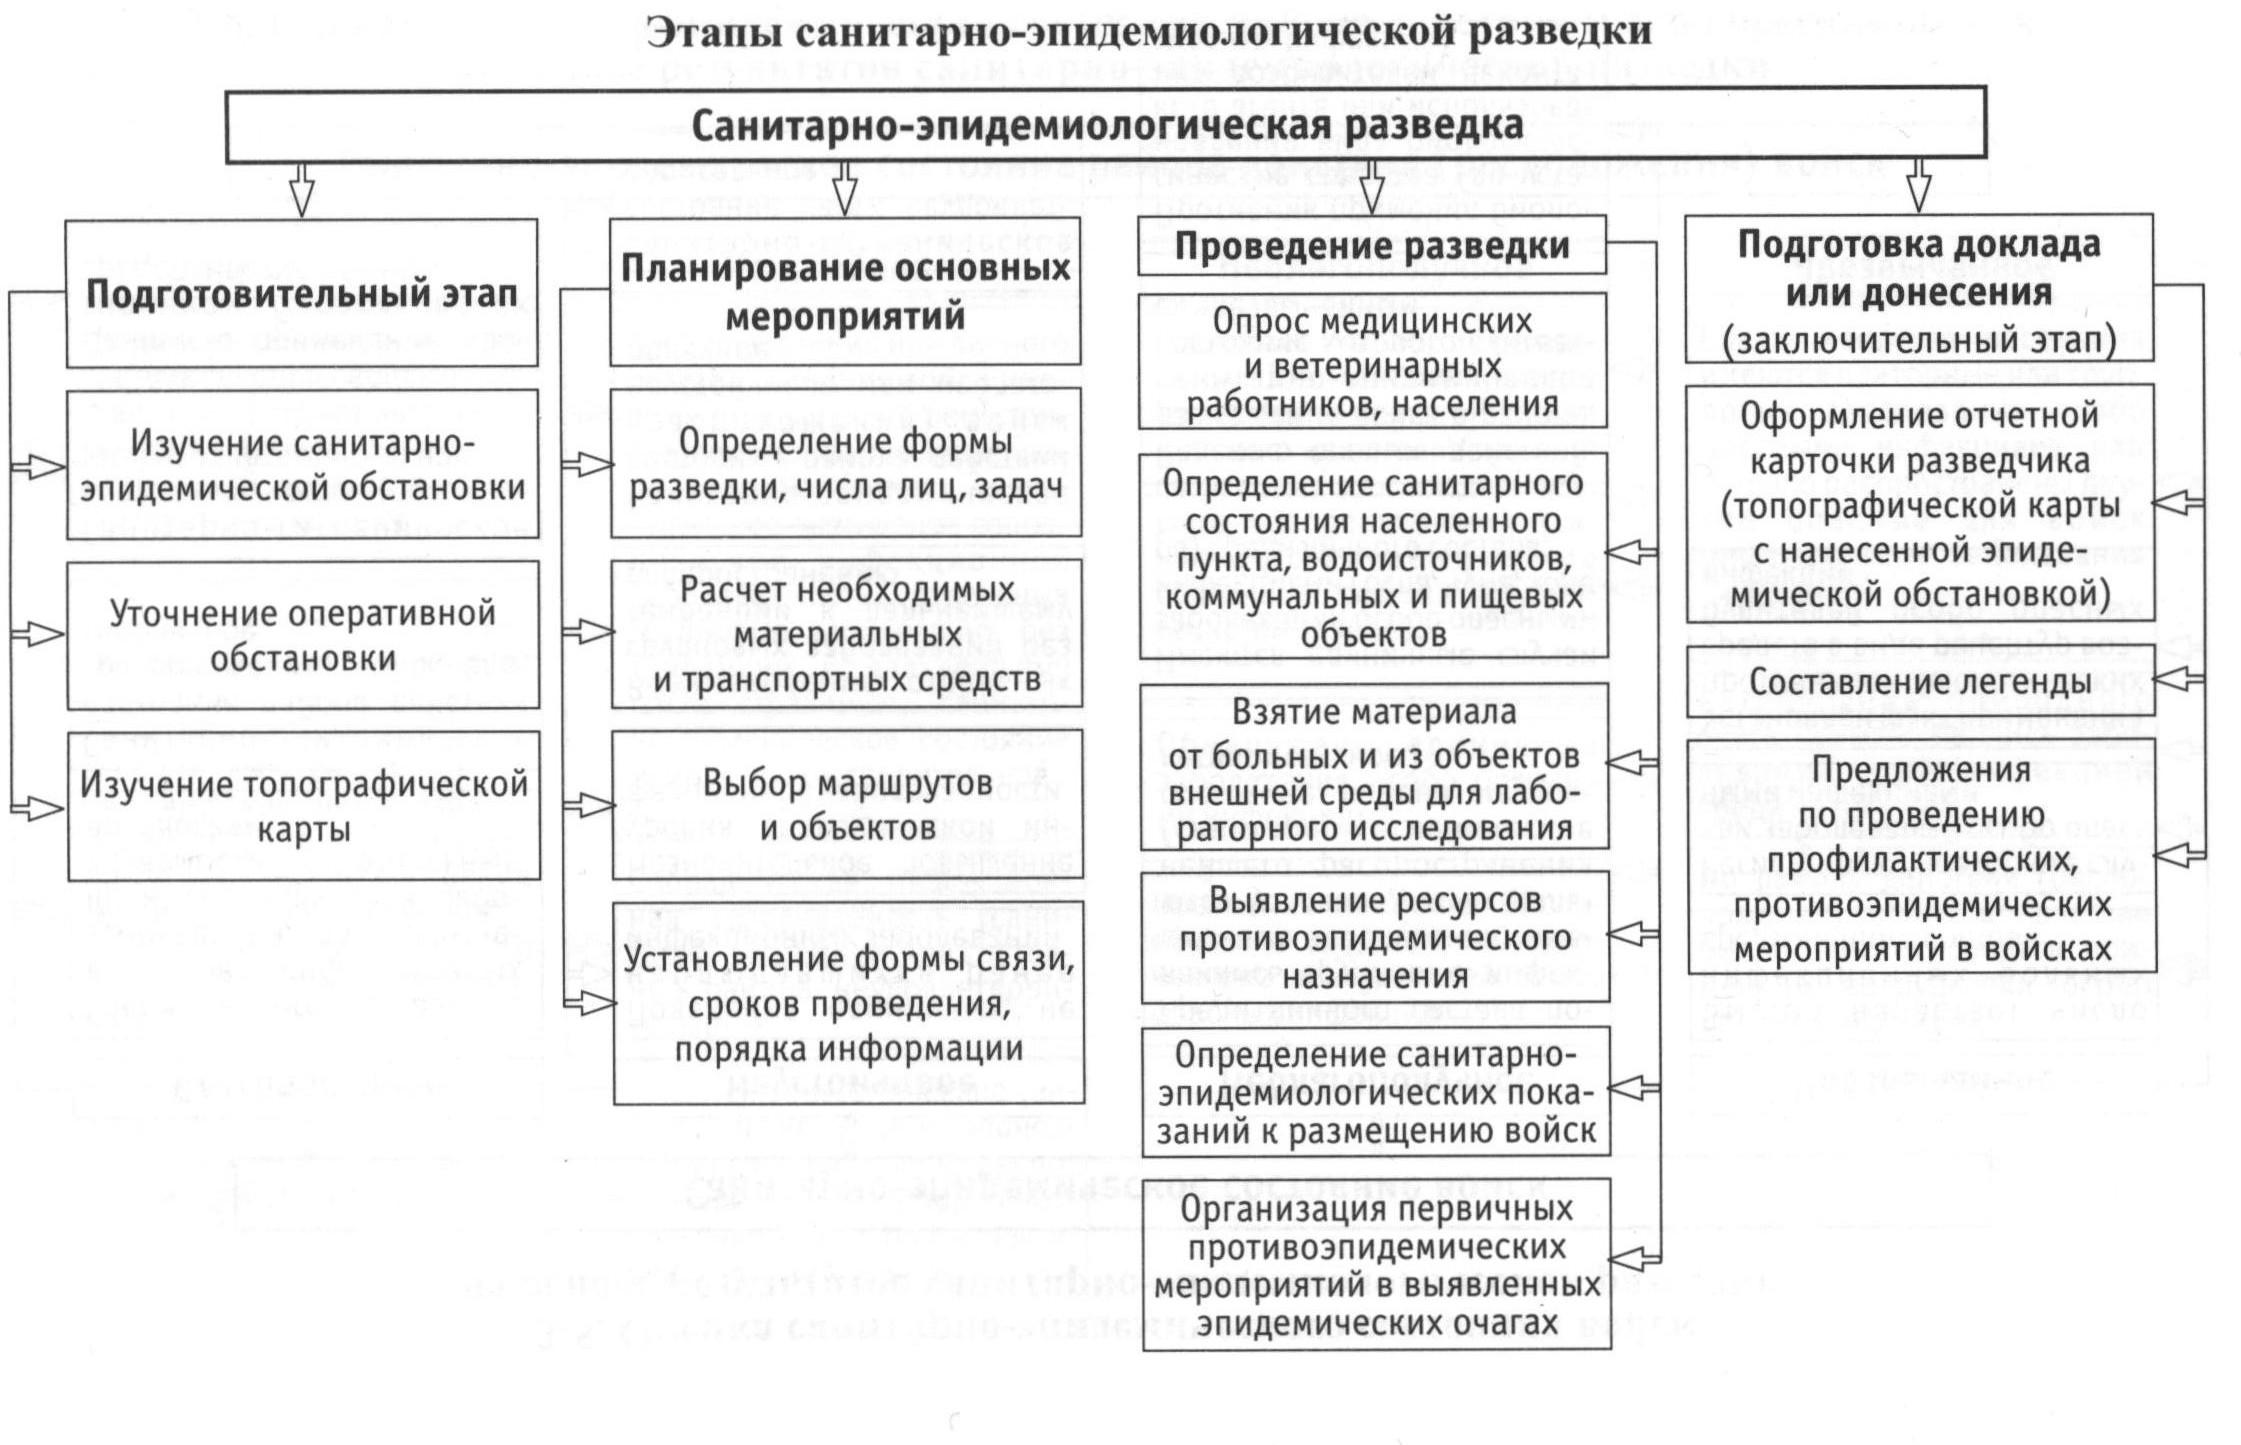 Этапы санитарно-эпидемиологической разведки
Санитарно-эпидемиологическая разведка
Подготовительный этап
Изучение санитарно-
эпидемической обстановки
Уточнение оперативной
обстановки
Изучение топографической
карты
Планирование основных
мероприятий
Определение формы
разведки, числа лиц, задач
Расчет необходимых
материальных
и транспортных средств
Выбор маршрутов
и объектов
Установление формы связи,
сроков проведения,
порядка информации
Проведение разведки
Опрос медицинских
и ветеринарных
работников, населения
Определение санитарного
состояния населенного
пункта, водоисточников,
коммунальных и пищевых
объектов
Взятие материала
от больных и из объектов
внешней среды для лабо-
раторного исследования
Выявление ресурсов
противоэпидемического
назначения
Определение санитарно-
эпидемиологических пока-
заний к размещению войск
Организация первичных
противоэпидемических
мероприятий в выявленных
эпидемических очагах
Подготовка доклада
или донесения
(заключительный этап)
Оформление отчетной
карточки разведчика
(топографической карты
с нанесенной эпиде-
мической обстановкой)
Составление легенды
Предложения
по проведению
профилактических,
противоэпидемических
мероприятий в войсках